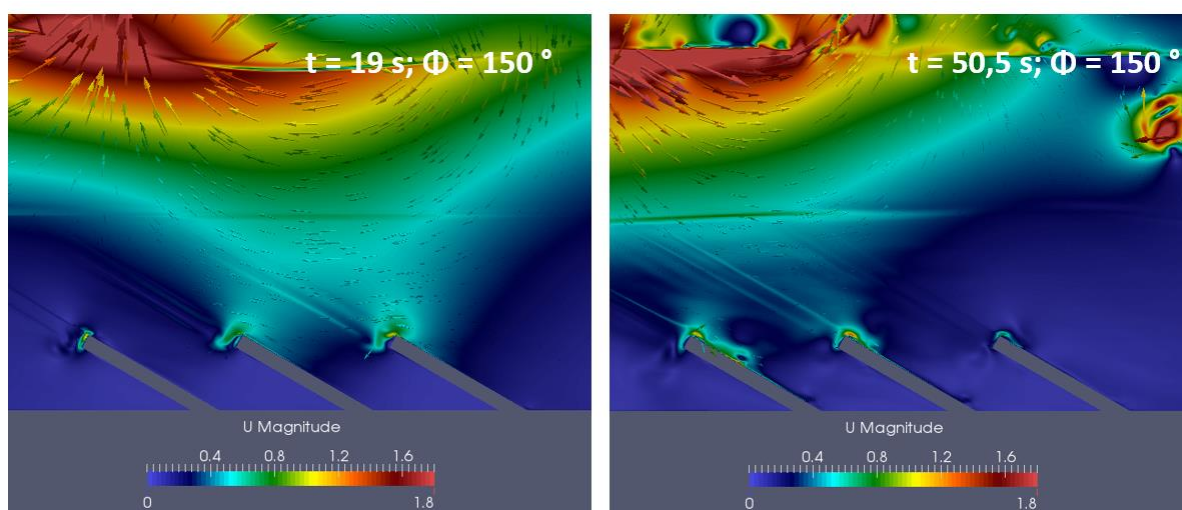 t = 19 s; Φ = 150 °
U Magnitude
0.4 0.8 1.2 1.6
0 1.8
t = 50,5 s; Φ = 150 °
U Magnitude
0.4 0.8 1.2 1.6
0 1.8